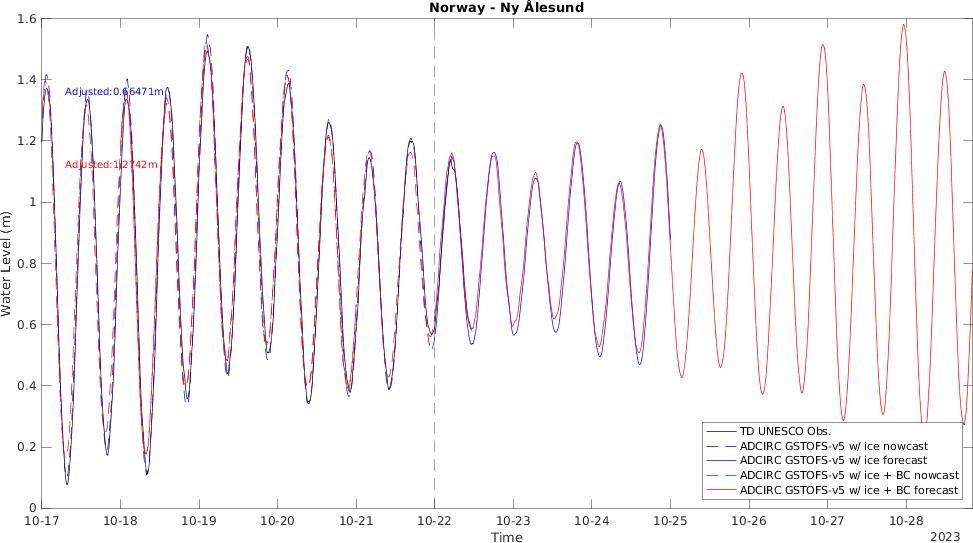 Norway - Ny Ålesund
1.6
1.4
1.2
1
0.8
0.6
0.4
0.2
0
Water Level (m)
Adjusted:0.66471m
Adjusted:1.2742m
TD UNESCO Obs.
ADCIRC GSTOFS-v5 w/ ice nowcast
ADCIRC GSTOFS-v5 w/ ice forecast
ADCIRC GSTOFS-v5 w/ ice + BC nowcast
ADCIRC GSTOFS-v5 w/ ice + BC forecast
10-17 10-18 10-19 10-20 10-21 10-22 10-23 10-24 10-25 10-26 10-27 10-28
Time
2023